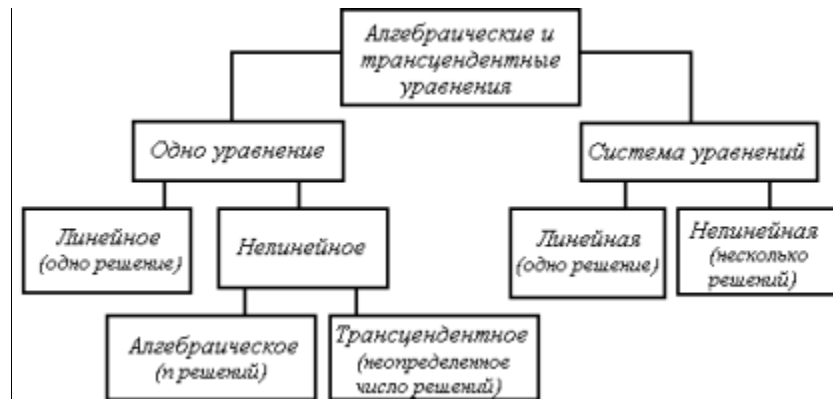 Алгебраические и
трансцендентные
уравнения
Одно уравнение
Система уравнений
Линейное
(одно решение)
Нелинейное
Линейная
(одно решение)
Нелинейная
(несколько
решений)
Алгебраическое
(n решений)
Трансцендентное
(неопределенное
число решений)